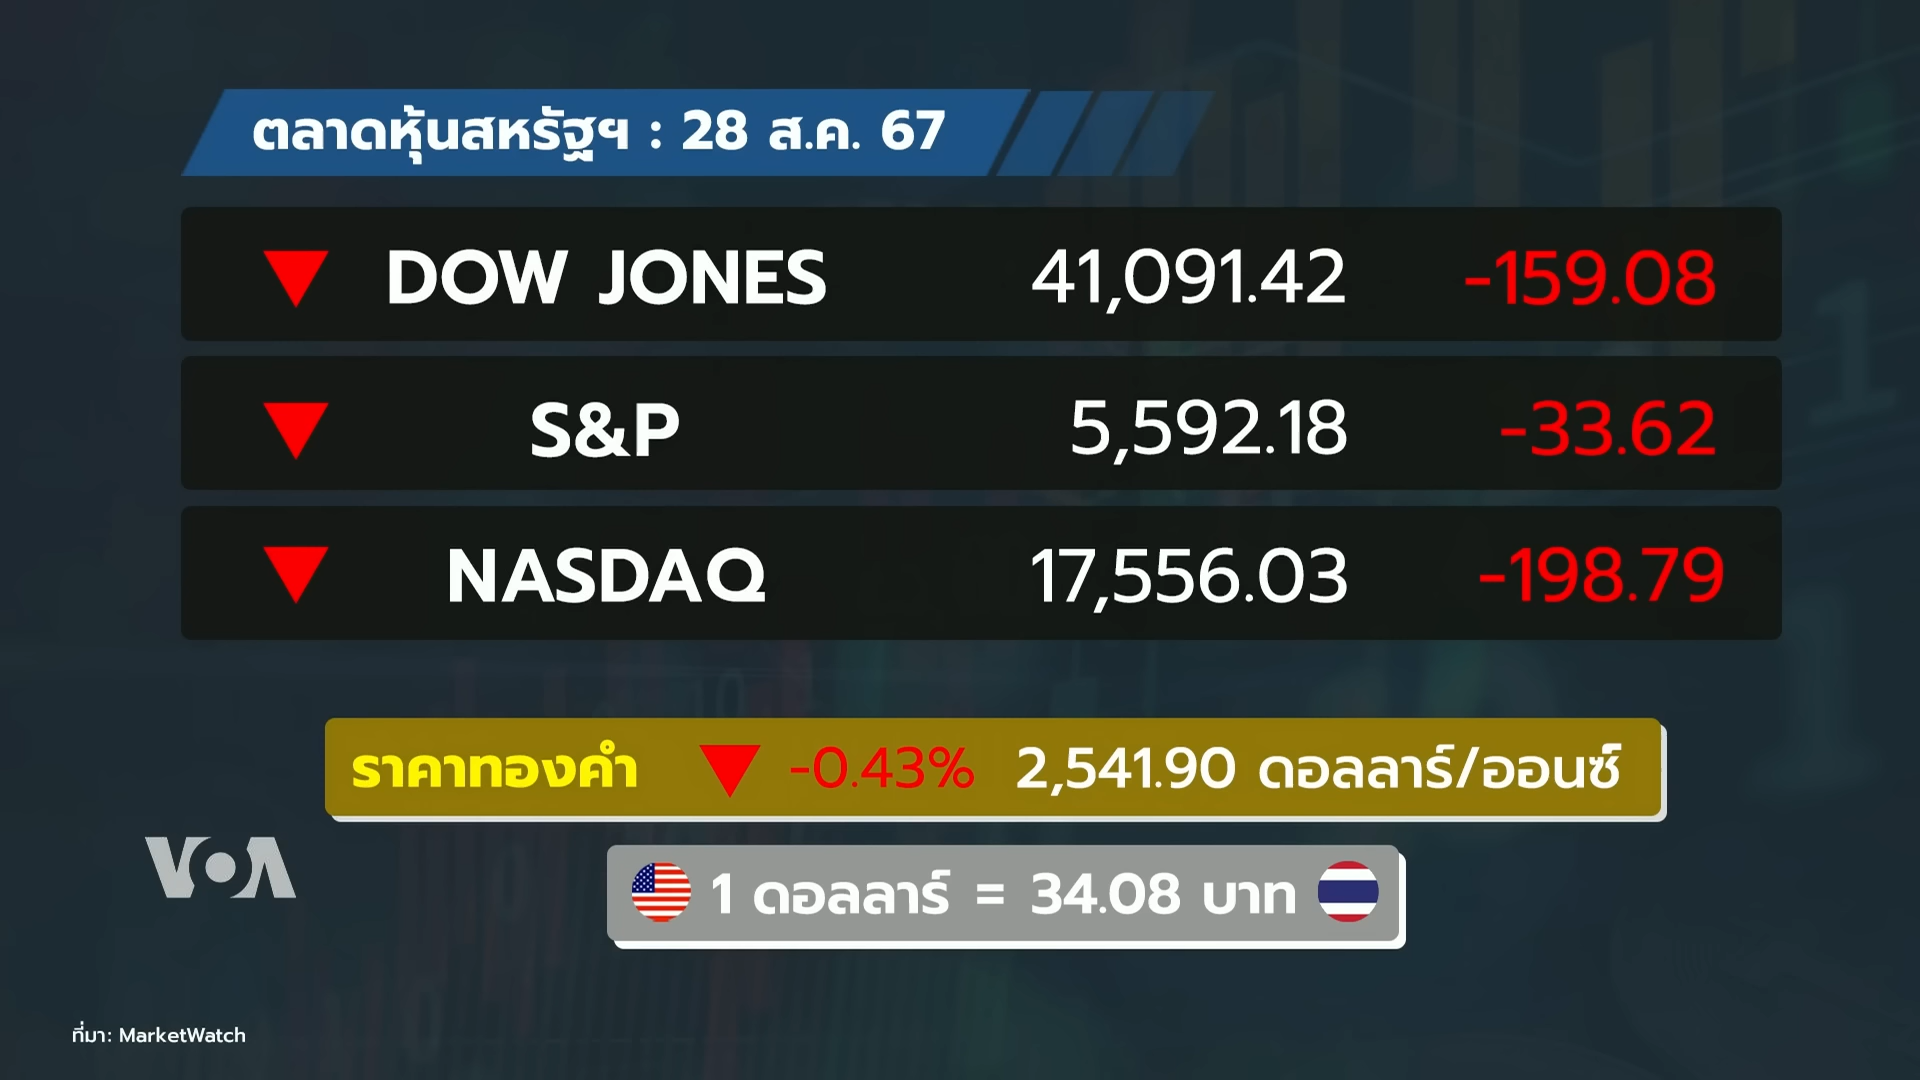 ตลาดหุ้นสหรัฐฯ : 28 ส.ค. 67
DOW JONES 41,091.42 -159.08
S&P 5,592.18 -33.62
NASDAQ 17,556.03 -198.79
ราคาทองคำ -0.43% 2,541.90 ดอลลาร์/ออนซ์
VOA
1 ดอลลาร์ = 34.08 บาท
ที่มา: MarketWatch